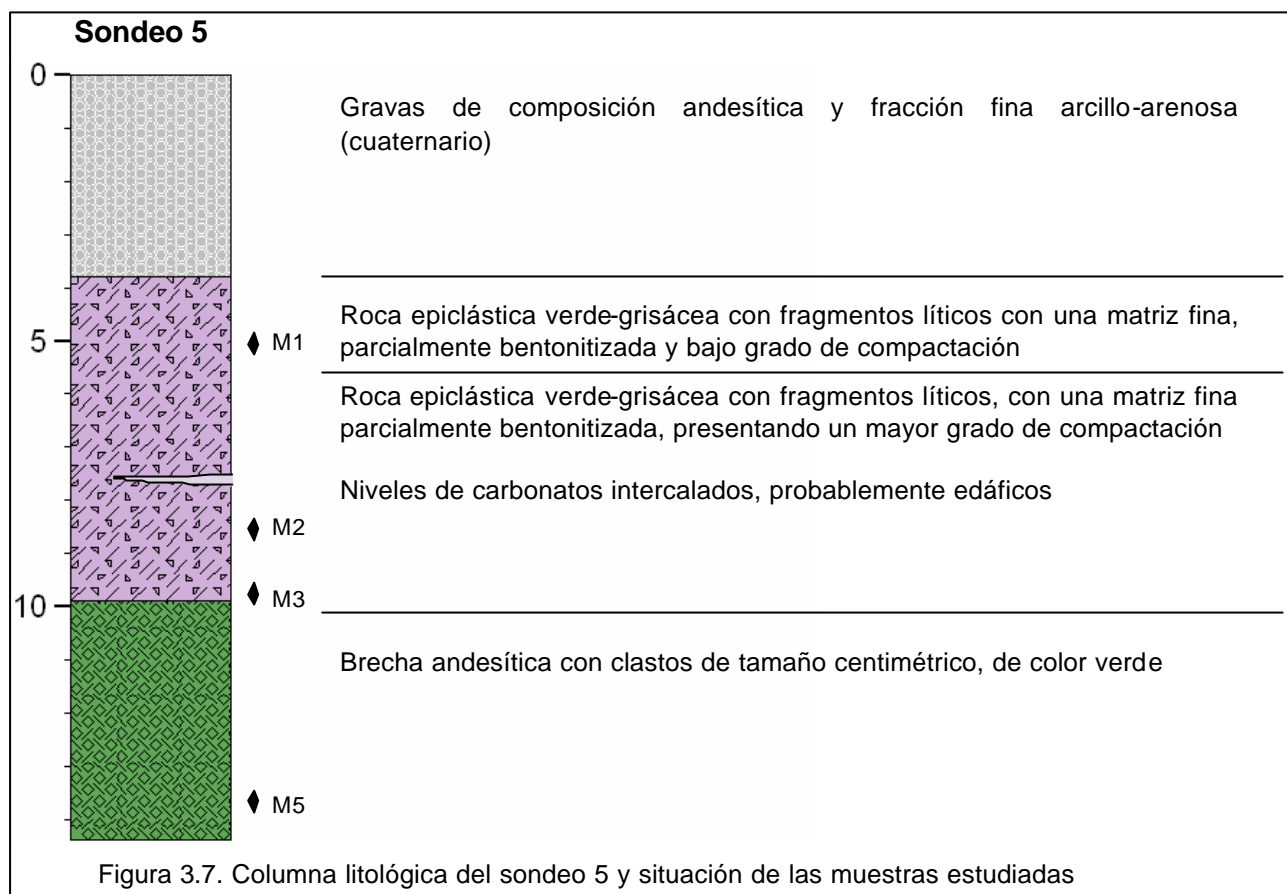 Sondeo 5
0
Gravas de composición andesítica y fracción fina arcillo-arenosa
(cuaternario)
Roca epiclástica verde-grisácea con fragmentos líticos con una matriz fina,
parcialmente bentonitizada y bajo grado de compactación
5
M1
Roca epiclástica verde-grisácea con fragmentos líticos, con una matriz fina
parcialmente bentonitizada, presentando un mayor grado de compactación
Niveles de carbonatos intercalados, probablemente edáficos
M2
M3
10
Brecha andesítica con clastos de tamaño centimétrico, de color verde
M5
Figura 3.7. Columna litológica del sondeo 5 y situación de las muestras estudiadas